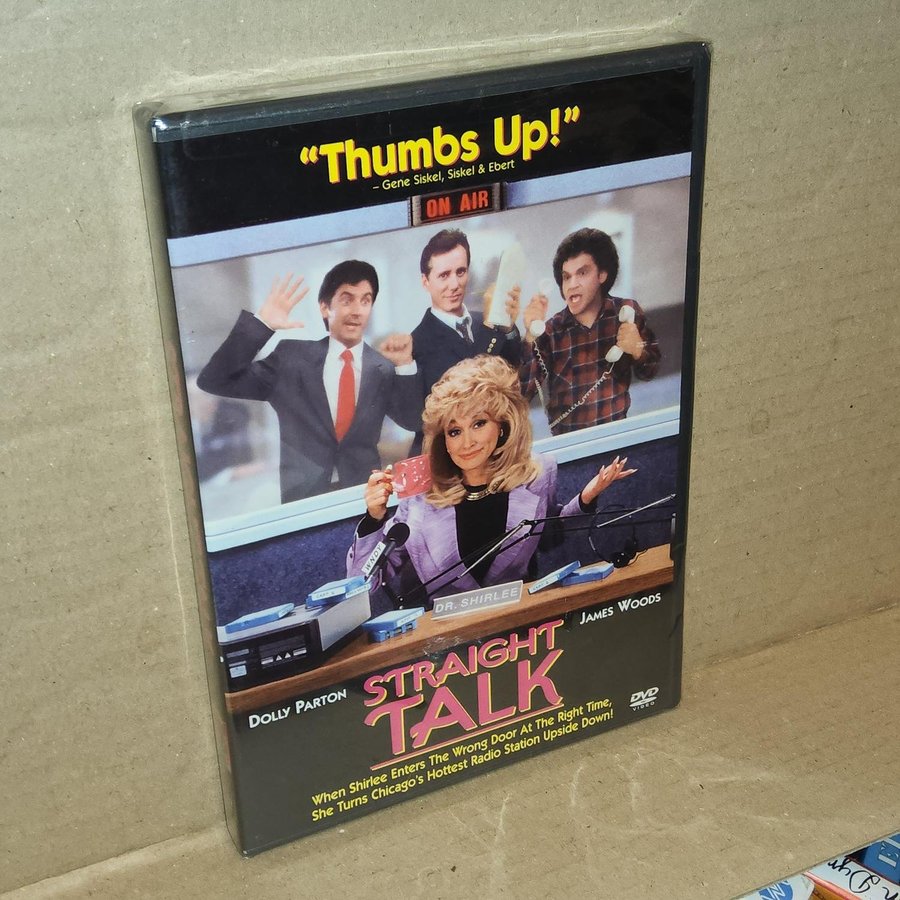 “Thumbs Up!”
– Gene Siskel, Siskel & Ebert
ON AIR
DR. SHIRLEE
DOLLY PARTON
JAMES WOODS
STRAIGHT
TALK
DVD
VIDEO
When Shirlee Enters The Wrong Door At The Right Time,
She Turns Chicago's Hottest Radio Station Upside Down!